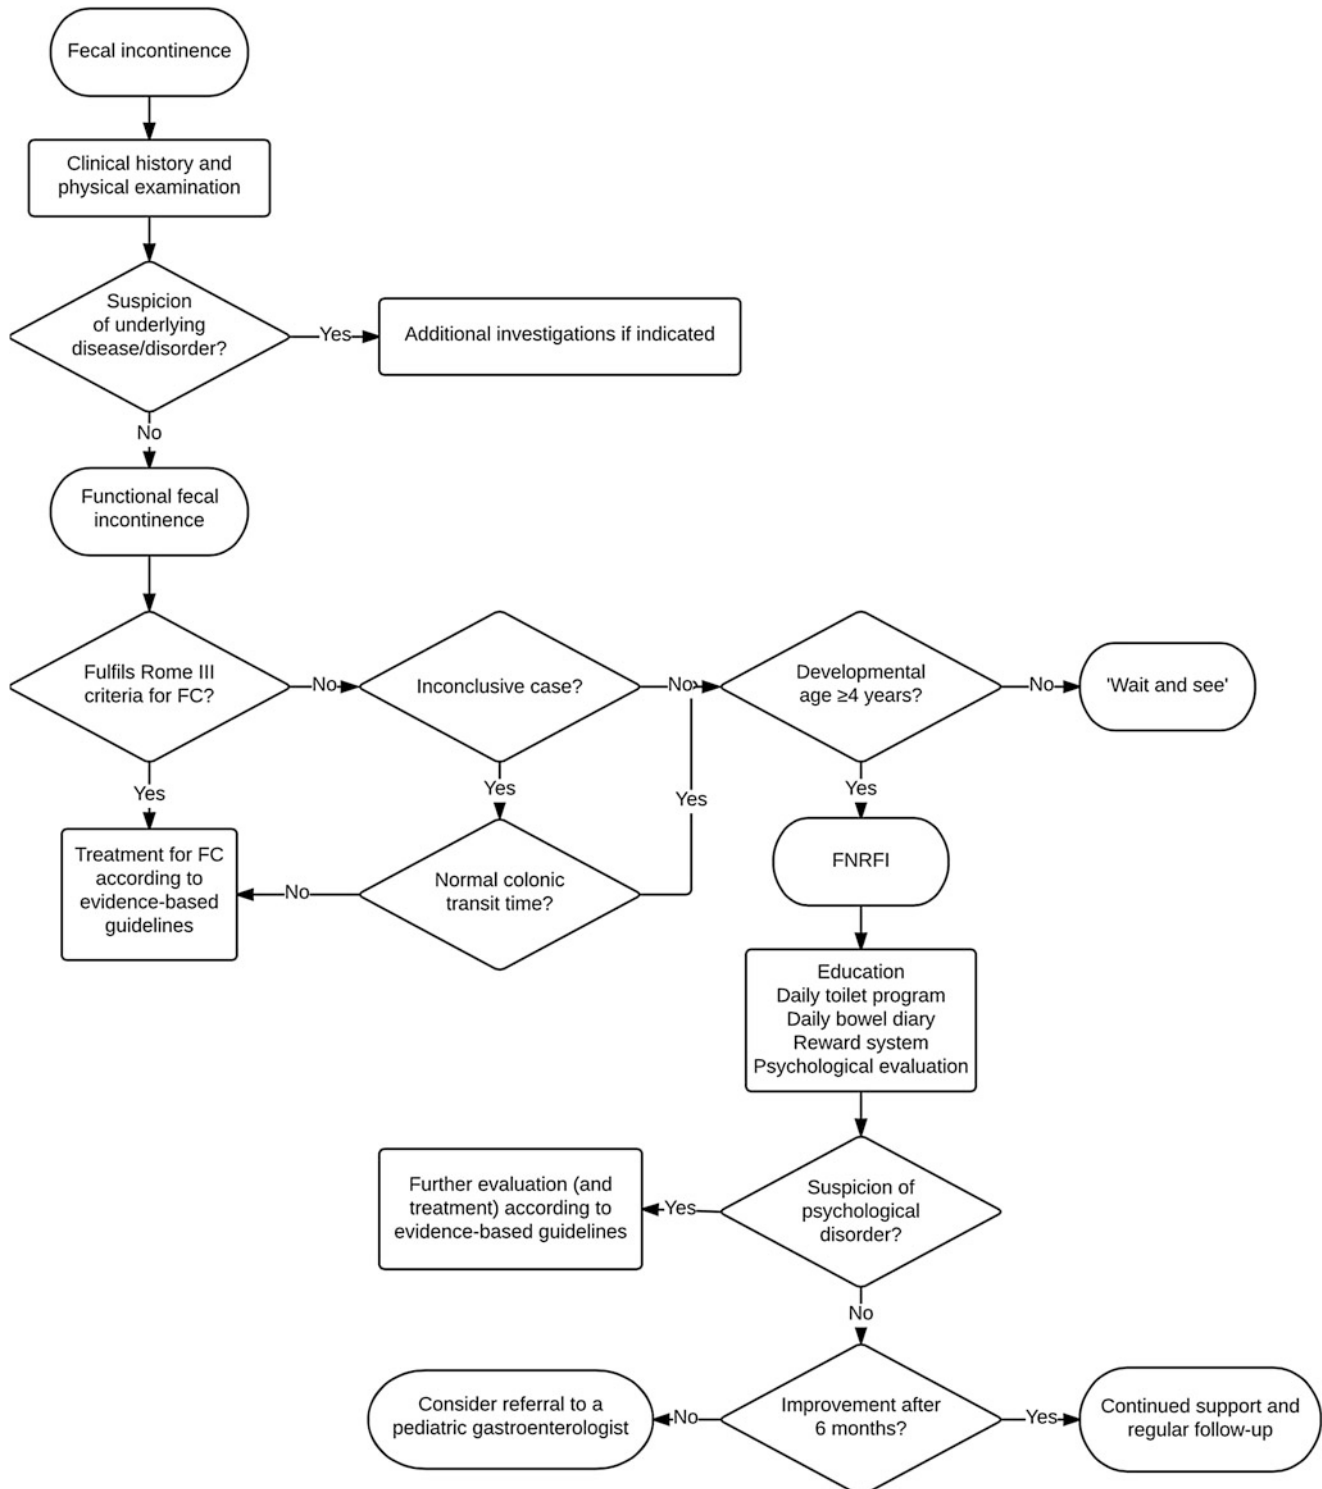 Fecal incontinence
Clinical history and
physical examination
Suspicion
of underlying
disease/disorder?
Yes
Additional investigations if indicated
No
Functional fecal
incontinence
Fulfils Rome III
criteria for FC?
No
Inconclusive case?
No
Developmental
age ≥4 years?
No
'Wait and see'
Yes
Yes
Yes
Yes
Treatment for FC
according to
evidence-based
guidelines
No
Normal colonic
transit time?
FNRFI
Education
Daily toilet program
Daily bowel diary
Reward system
Psychological evaluation
Further evaluation (and
treatment) according to
evidence-based guidelines
Yes
Suspicion of
psychological
disorder?
No
Consider referral to a
pediatric gastroenterologist
No
Improvement after
6 months?
Yes
Continued support and
regular follow-up